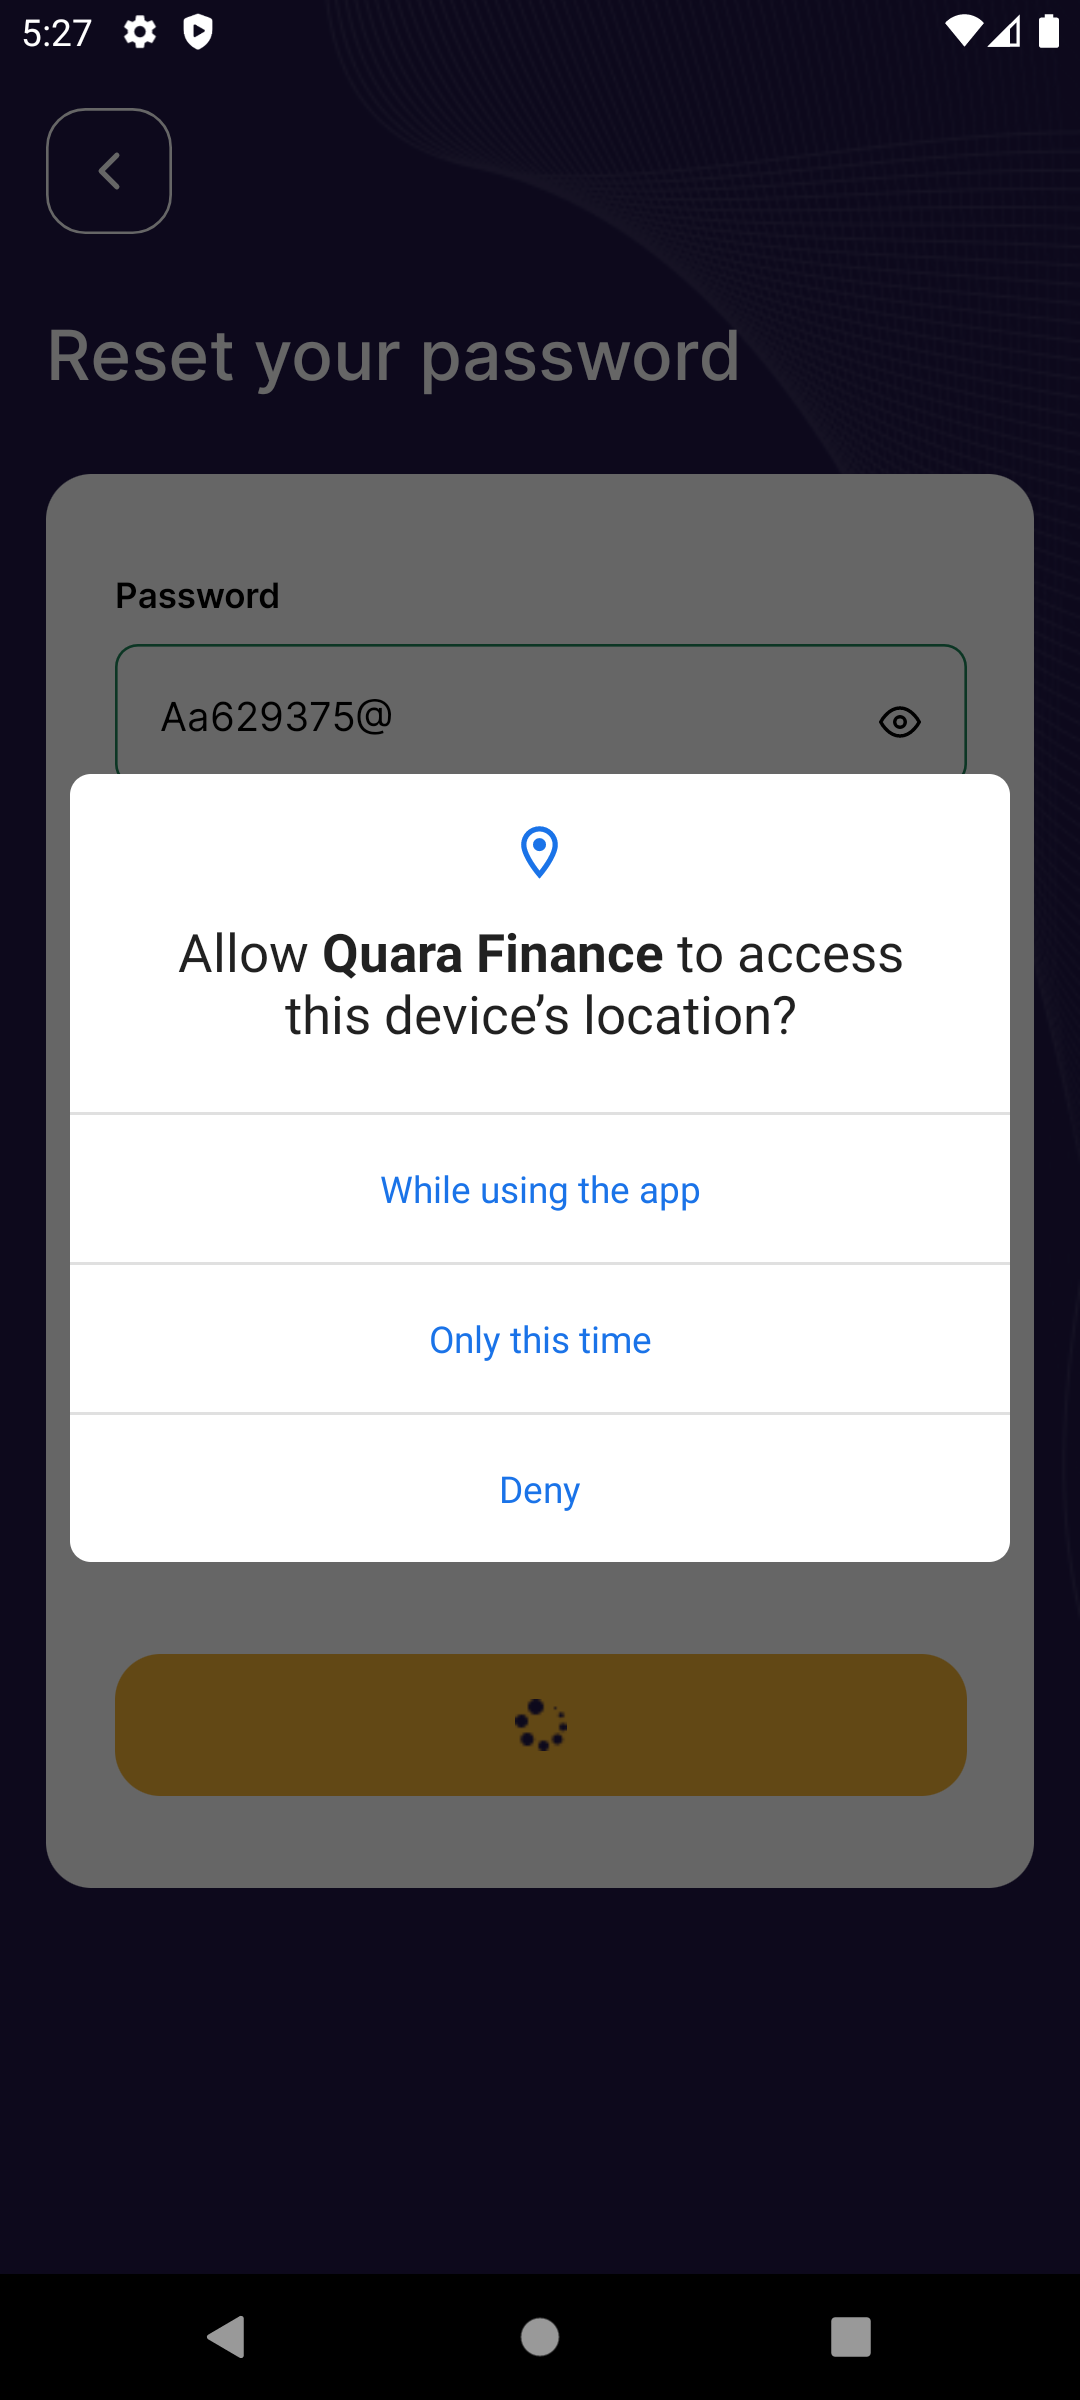 5:27
Reset your password
Password
Aa629375@
Allow Quara Finance to access
this device’s location?
While using the app
Only this time
Deny